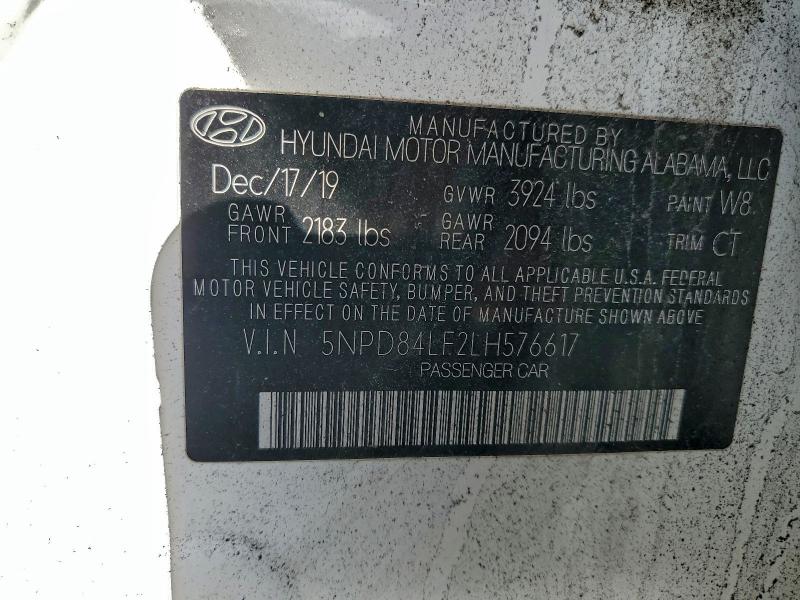 MANUFACTURED BY
HYUNDAI MOTOR MANUFACTURING ALABAMA, LLC
Dec/17/19 GVWR 3924 lbs PAINT W8
GAWR FRONT 2183 lbs GAWR REAR 2094 lbs TRIM CT
THIS VEHICLE CONFORMS TO ALL APPLICABLE U.S.A. FEDERAL
MOTOR VEHICLE SAFETY, BUMPER, AND THEFT PREVENTION STANDARDS
IN EFFECT ON THE DATE OF MANUFACTURE SHOWN ABOVE
V.I.N 5NPD84LF2LH576617
PASSENGER CAR